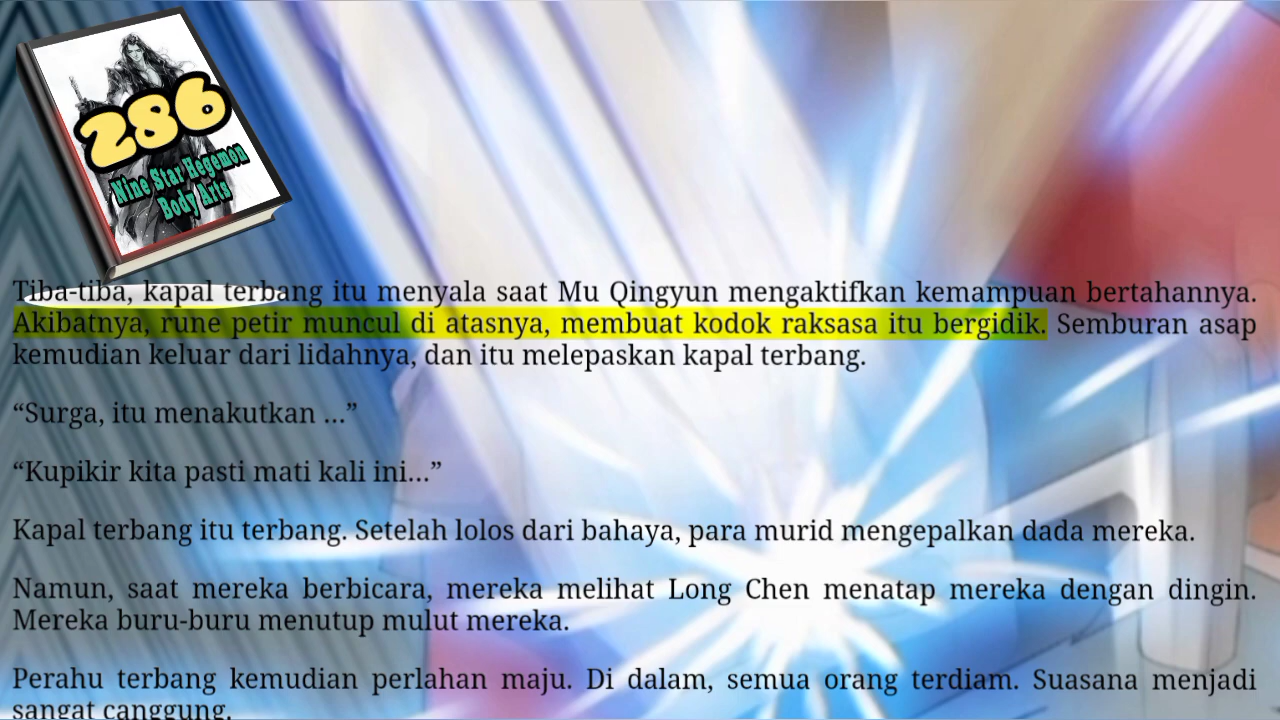 286
Nine Star Hegemon
Body Arts
Tiba-tiba, kapal terbang itu menyala saat Mu Qingyun mengaktifkan kemampuan bertahannya.
Akibatnya, rune petir muncul di atasnya, membuat kodok raksasa itu bergidik. Semburan asap
kemudian keluar dari lidahnya, dan itu melepaskan kapal terbang.
“Surga, itu menakutkan …”
“Kupikir kita pasti mati kali ini…”
Kapal terbang itu terbang. Setelah lolos dari bahaya, para murid mengepalkan dada mereka.
Namun, saat mereka berbicara, mereka melihat Long Chen menatap mereka dengan dingin.
Mereka buru-buru menutup mulut mereka.
Perahu terbang kemudian perlahan maju. Di dalam, semua orang terdiam. Suasana menjadi
sangat canggung.